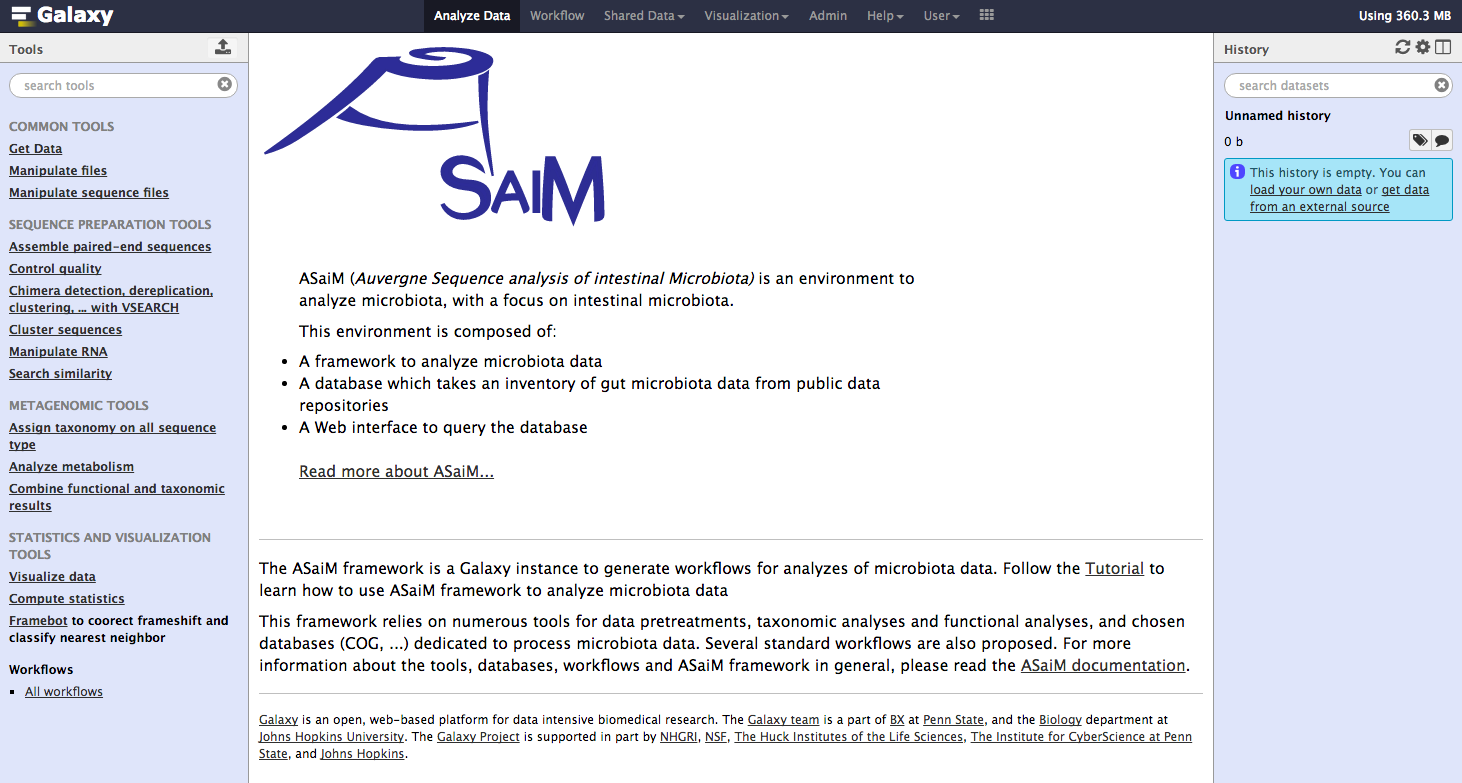 Galaxy
Analyze Data Workflow Shared Data Visualization Admin Help User
Using 360.3 MB
Tools
search tools
COMMON TOOLS
Get Data
Manipulate files
Manipulate sequence files
SEQUENCE PREPARATION TOOLS
Assemble paired-end sequences
Control quality
Chimera detection, dereplication,
clustering, ... with VSEARCH
Cluster sequences
Manipulate RNA
Search similarity
METAGENOMIC TOOLS
Assign taxonomy on all sequence
type
Analyze metabolism
Combine functional and taxonomic
results
STATISTICS AND VISUALIZATION
TOOLS
Visualize data
Compute statistics
Framebot to coorect frameshift and
classify nearest neighbor
Workflows
All workflows
ASaiM
ASaiM (Auvergne Sequence analysis of intestinal Microbiota) is an environment to
analyze microbiota, with a focus on intestinal microbiota.
This environment is composed of:
• A framework to analyze microbiota data
• A database which takes an inventory of gut microbiota data from public data
repositories
• A Web interface to query the database
Read more about ASaiM...
The ASaiM framework is a Galaxy instance to generate workflows for analyzes of microbiota data. Follow the Tutorial to
learn how to use ASaiM framework to analyze microbiota data
This framework relies on numerous tools for data pretreatments, taxonomic analyses and functional analyses, and chosen
databases (COG, ...) dedicated to process microbiota data. Several standard workflows are also proposed. For more
information about the tools, databases, workflows and ASaiM framework in general, please read the ASaiM documentation.
Galaxy is an open, web-based platform for data intensive biomedical research. The Galaxy team is a part of BX at Penn State, and the Biology department at
Johns Hopkins University. The Galaxy Project is supported in part by NHGRI, NSF, The Huck Institutes of the Life Sciences, The Institute for CyberScience at Penn
State, and Johns Hopkins.
History
search datasets
Unnamed history
0 b
This history is empty. You can
load your own data or get data
from an external source